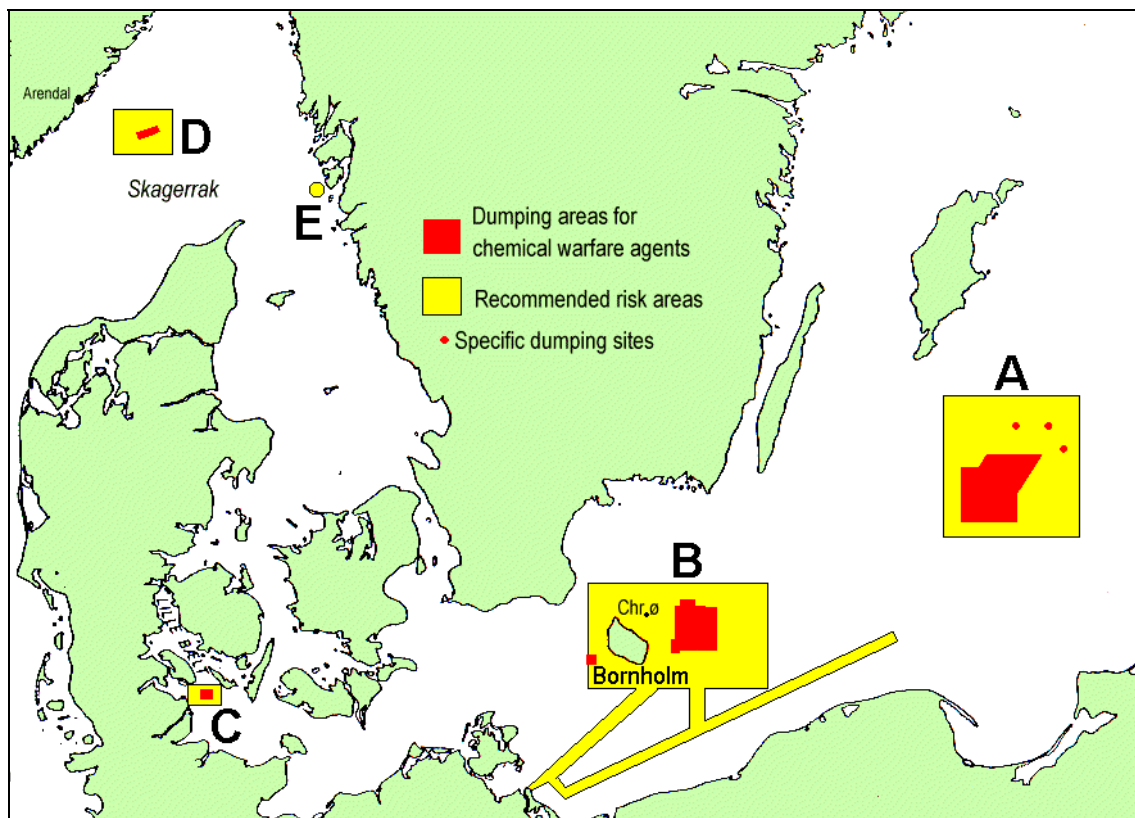 Arendal
D
Skagerrak
E
Dumping areas for
chemical warfare agents
Recommended risk areas
Specific dumping sites
A
B
Chr.ø
Bornholm
C